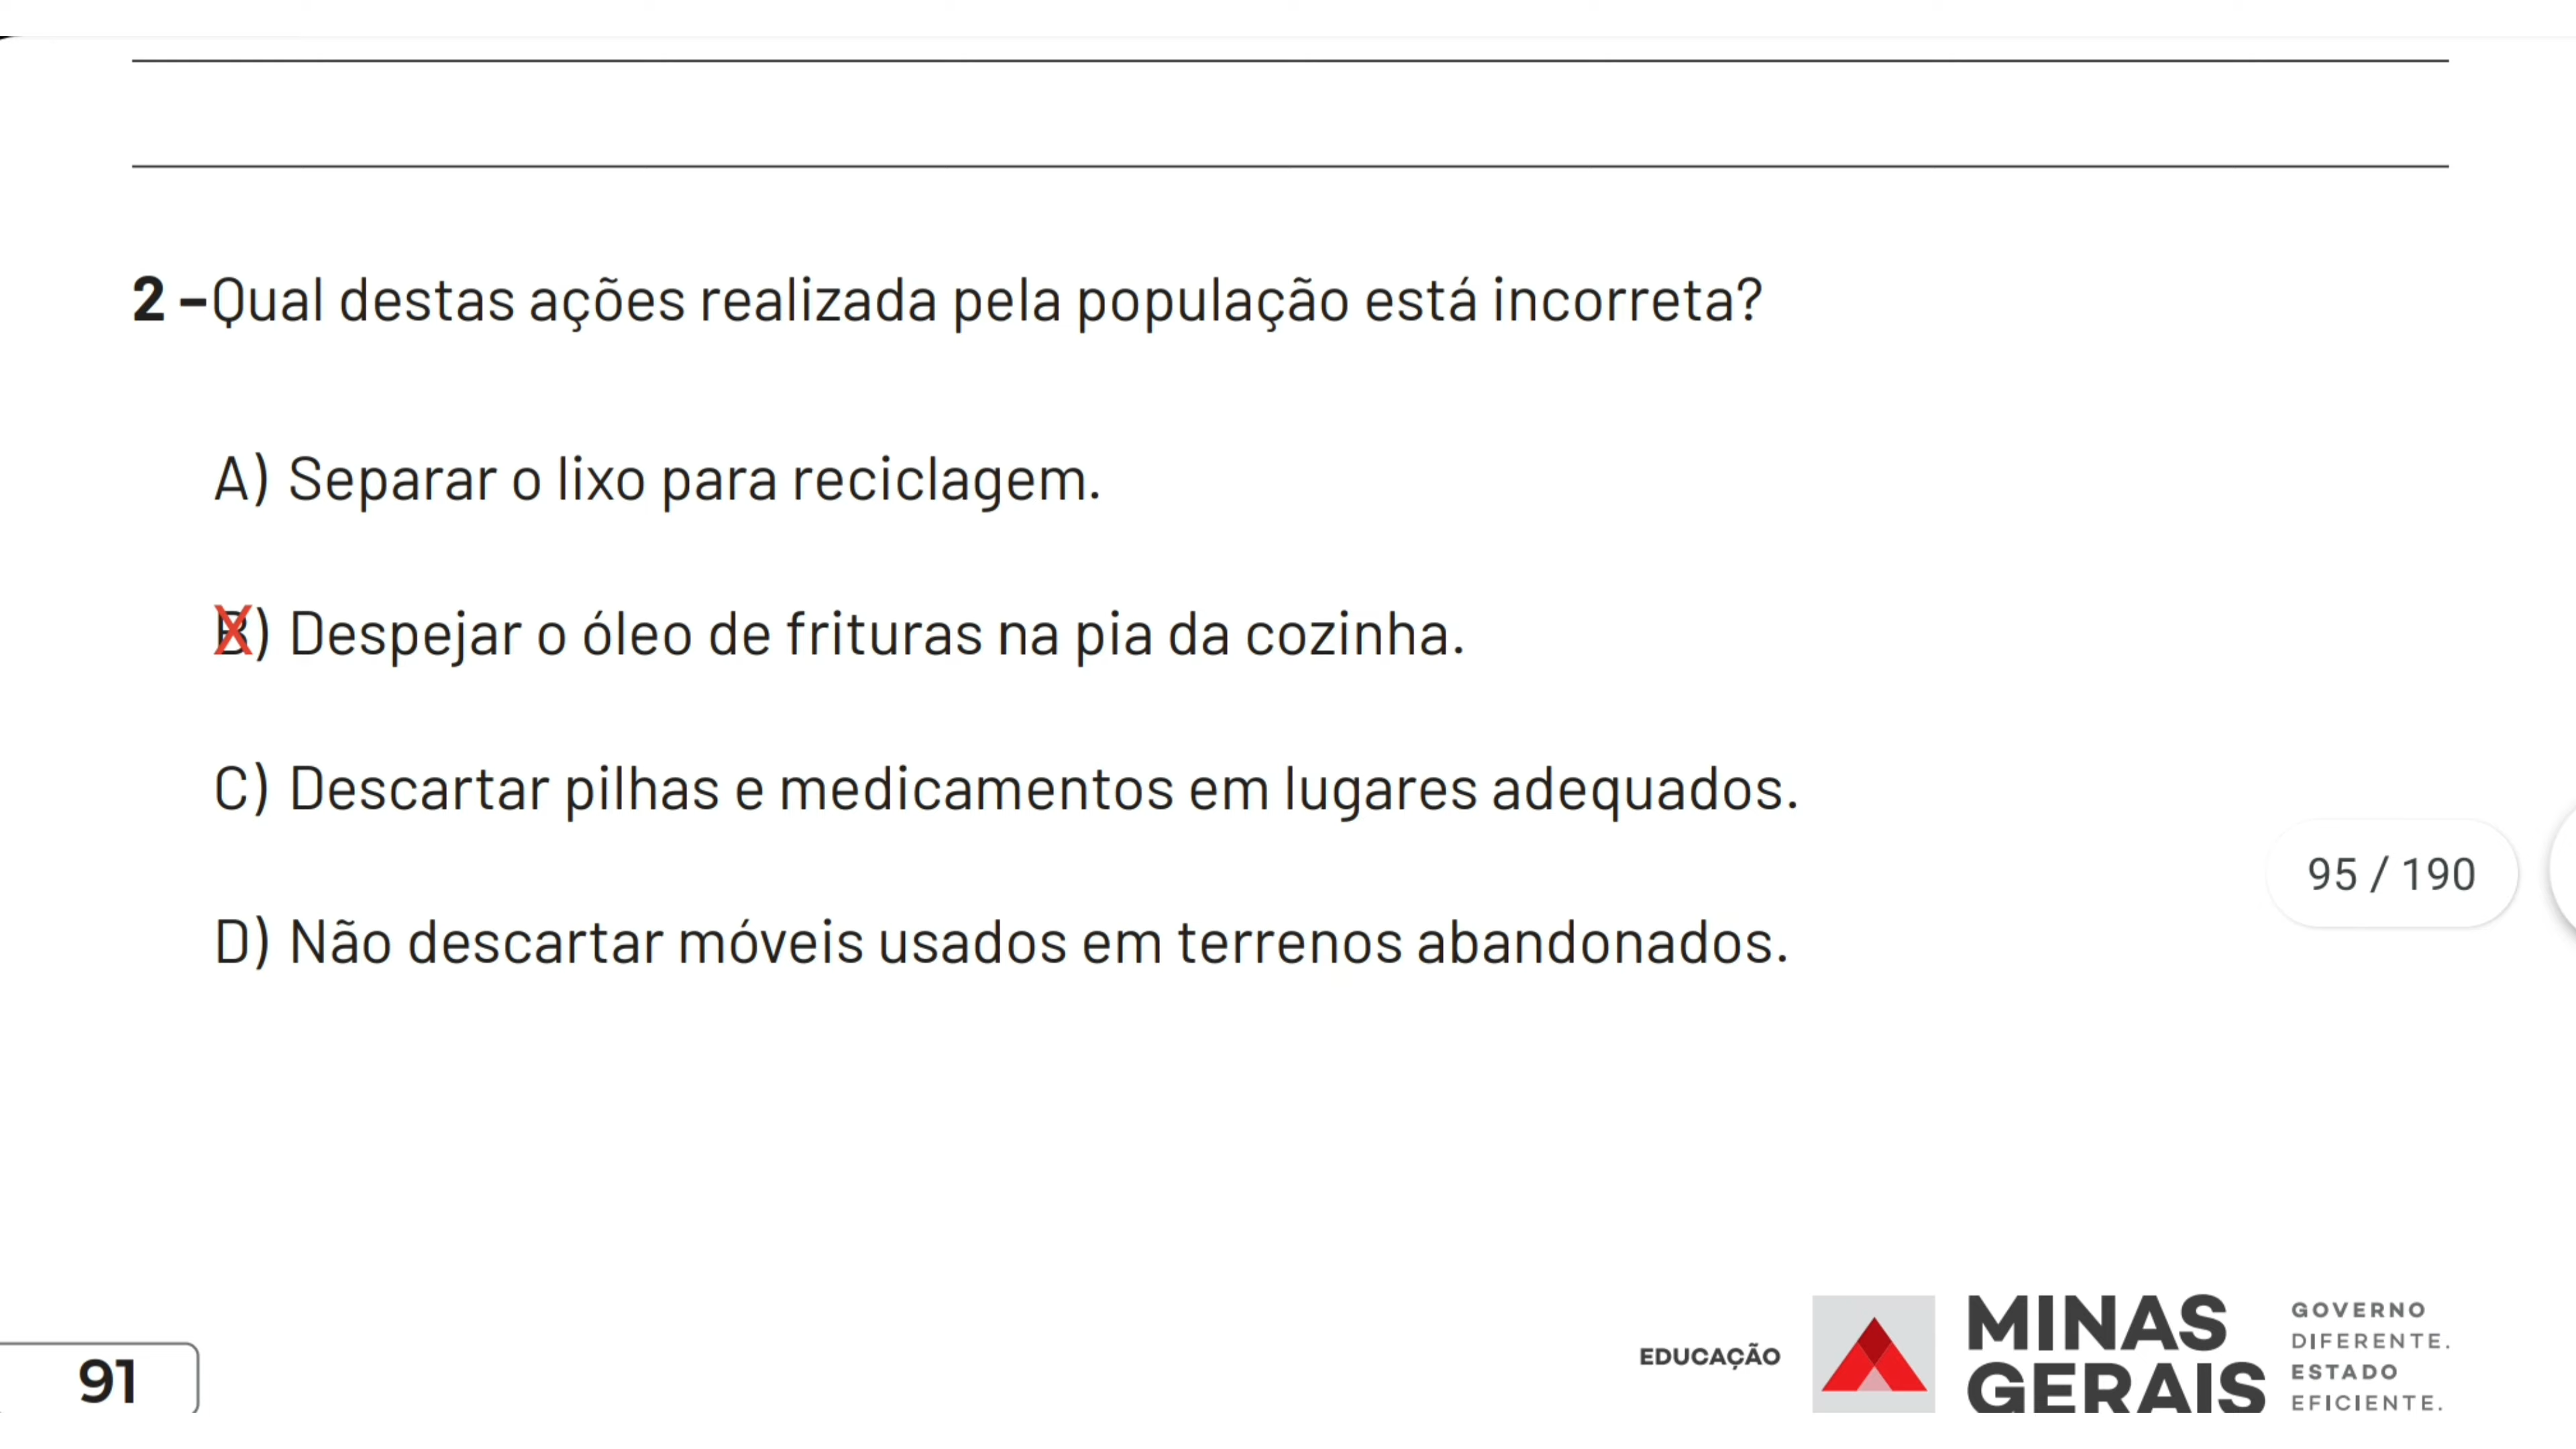 2 –Qual destas ações realizada pela população está incorreta?
A) Separar o lixo para reciclagem.
B) Despejar o óleo de frituras na pia da cozinha.
C) Descartar pilhas e medicamentos em lugares adequados.
95 / 190
D) Não descartar móveis usados em terrenos abandonados.
91
EDUCAÇÃO
MINAS
GERAIS
GOVERNO
DIFERENTE.
ESTADO
EFICIENTE.